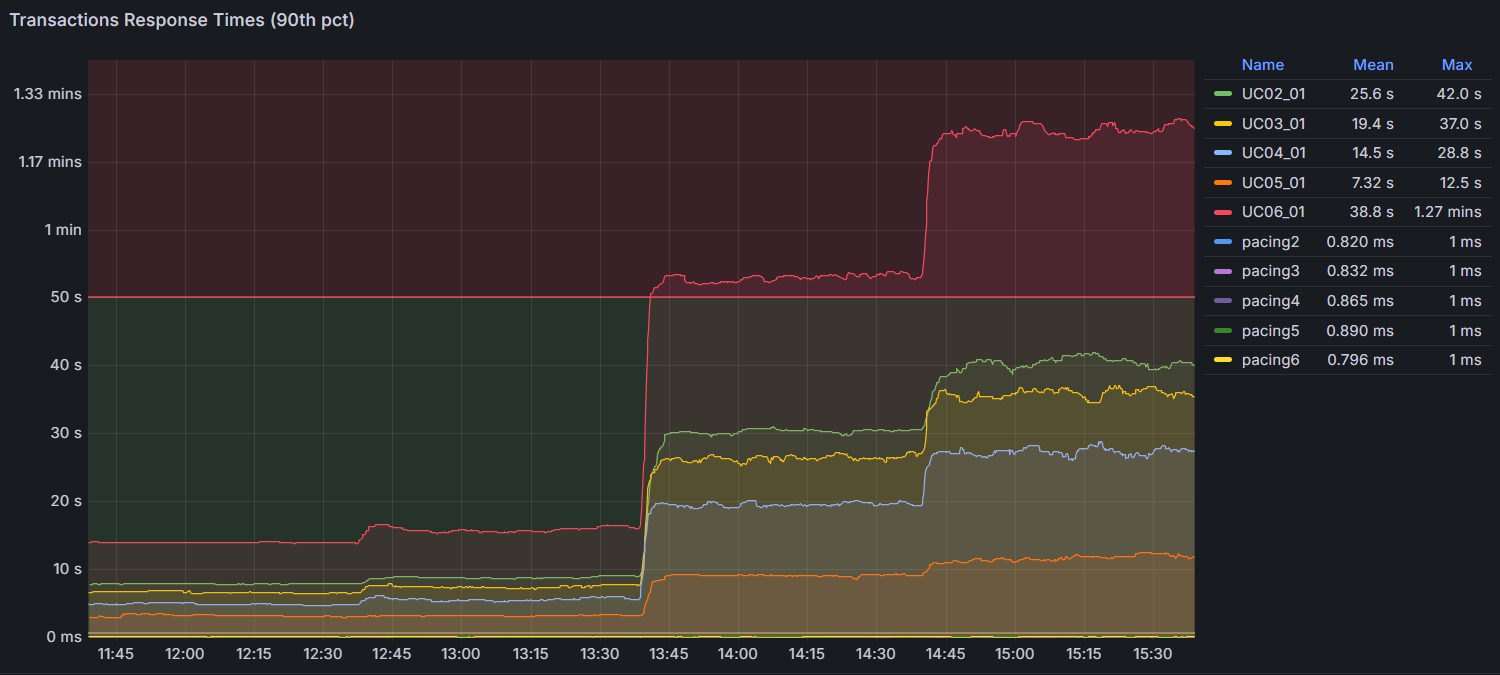 Transactions Response Times (90th pct)
1.33 mins
1.17 mins
1 min
50 s
40 s
30 s
20 s
10 s
0 ms
11:45 12:00 12:15 12:30 12:45 13:00 13:15 13:30 13:45 14:00 14:15 14:30 14:45 15:00 15:15 15:30
Name Mean Max
UC02_01 25.6 s 42.0 s
UC03_01 19.4 s 37.0 s
UC04_01 14.5 s 28.8 s
UC05_01 7.32 s 12.5 s
UC06_01 38.8 s 1.27 mins
pacing2 0.820 ms 1 ms
pacing3 0.832 ms 1 ms
pacing4 0.865 ms 1 ms
pacing5 0.890 ms 1 ms
pacing6 0.796 ms 1 ms